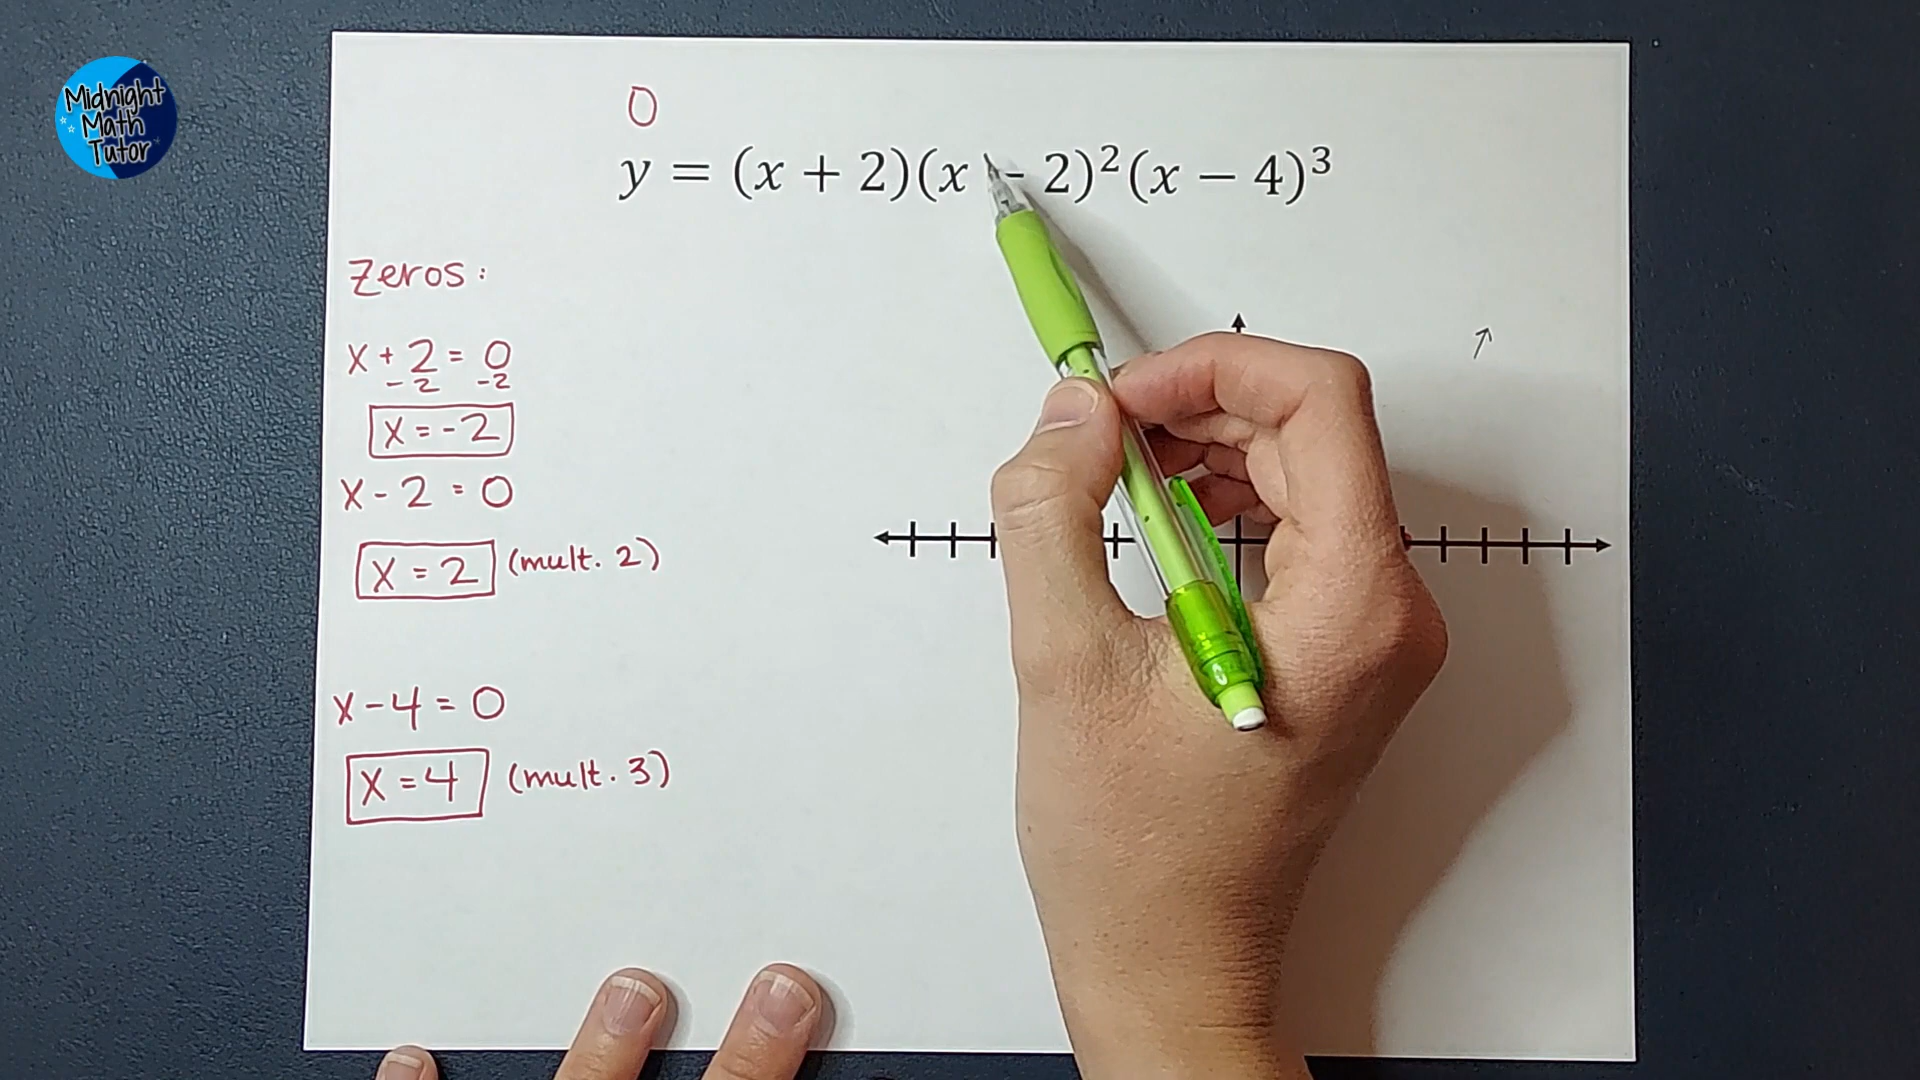 Midnight
Math
Tutor
0
y = (x + 2)(x - 2)²(x - 4)³
Zeros:
x + 2 = 0
-2 -2
x = -2
x - 2 = 0
x = 2 (mult. 2)
x - 4 = 0
x = 4 (mult. 3)